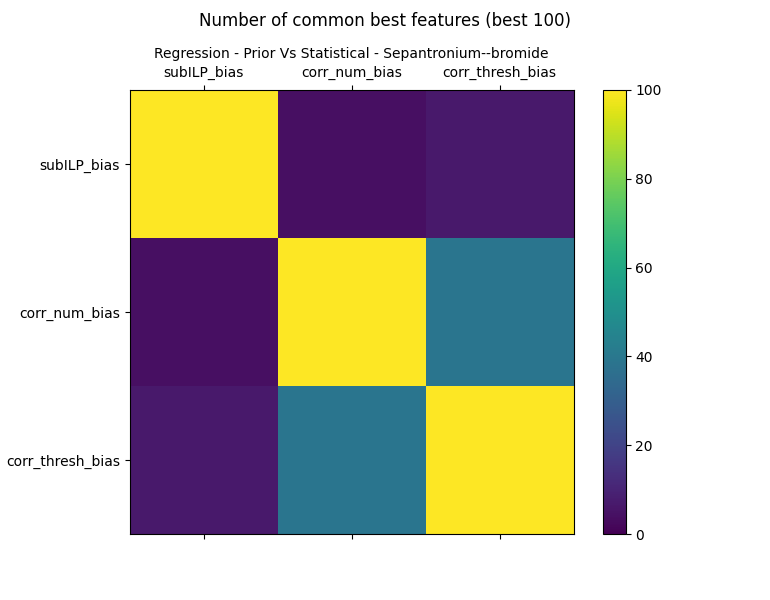 Number of common best features (best 100)
Regression - Prior Vs Statistical - Sepantronium--bromide
subILP_bias corr_num_bias corr_thresh_bias
subILP_bias
corr_num_bias
corr_thresh_bias
100
80
60
40
20
0